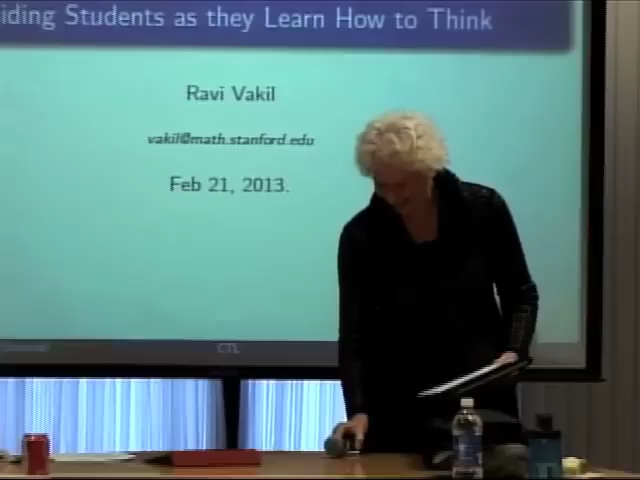 iding Students as they Learn How to Think
Ravi Vakil
vakil@math.stanford.edu
Feb 21, 2013.
CTL